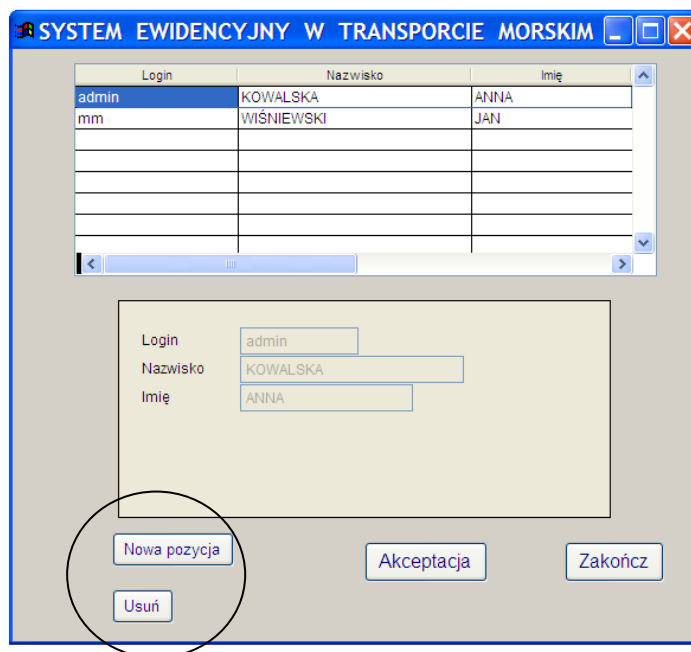 SYSTEM EWIDENCYJNY W TRANSPORCIE MORSKIM
Login Nazwisko Imię
admin KOWALSKA ANNA
mm WIŚNIEWSKI JAN
Login admin
Nazwisko KOWALSKA
Imię ANNA
Nowa pozycja
Akceptacja Zakończ
Usuń